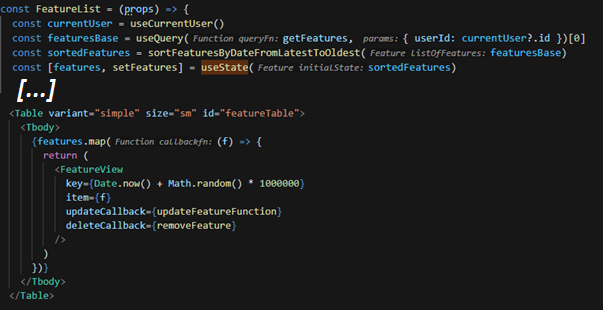 const FeatureList = (props) => {
const currentUser = useCurrentUser()
const featuresBase = useQuery(Function queryFn: getFeatures, params: { userId: currentUser?.id })[0]
const sortedFeatures = sortFeaturesByDateFromLatestToOldest(Feature listOfFeatures: featuresBase)
const [features, setFeatures] = useState(Feature initialState: sortedFeatures)
[...]
<Table variant="simple" size="sm" id="featureTable">
<Tbody>
{features.map(Function callbackfn: (f) => {
return (
<FeatureView
key={Date.now() + Math.random() * 1000000}
item={f}
updateCallback={updateFeatureFunction}
deleteCallback={removeFeature}
/>
)
})}
</Tbody>
</Table>